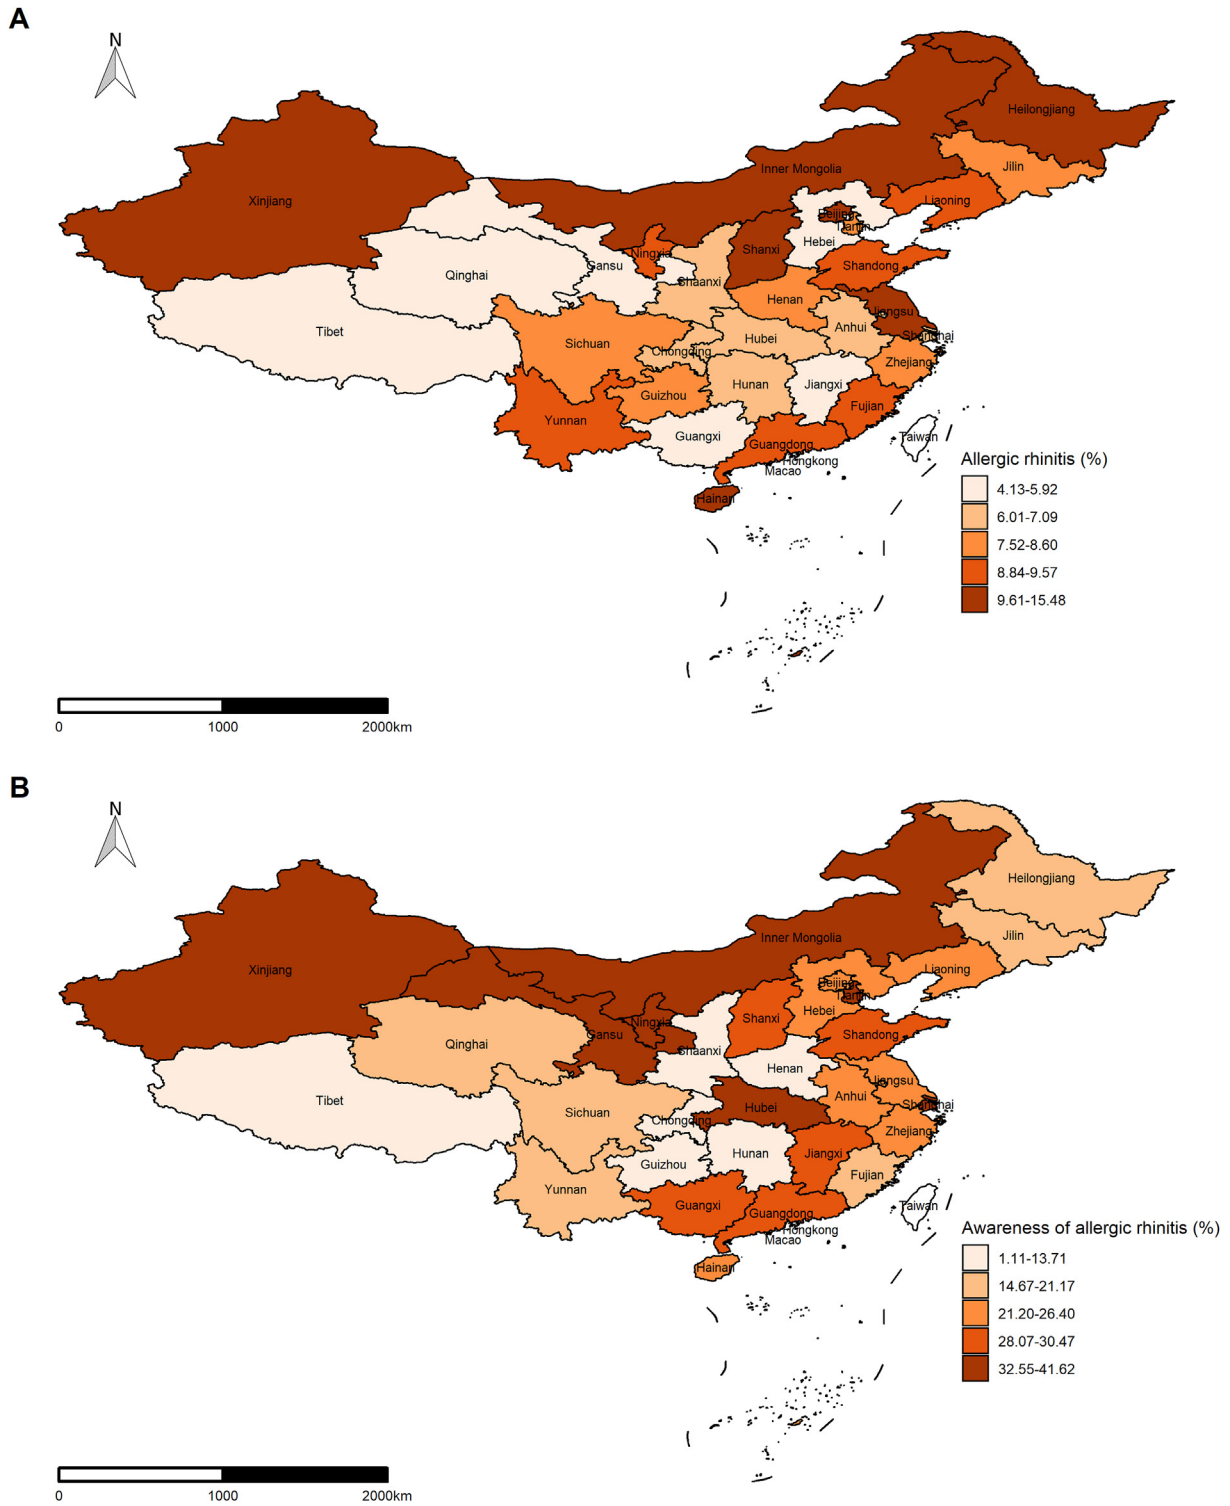 A
N
Heilongjiang
Inner Mongolia
Jilin
Xinjiang
Liaoning
Beijing
Tianjin
Shanxi
Hebei
Ningxia
Gansu
Shandong
Qinghai
Shaanxi
Henan
Jiangsu
Tibet
Anhui
Shanghai
Sichuan
Hubei
Chongqing
Zhejiang
Hunan
Jiangxi
Guizhou
Fujian
Yunnan
Guangxi
Guangdong
Taiwan
Hongkong
Macao
Hainan
Allergic rhinitis (%)
4.13-5.92
6.01-7.09
7.52-8.60
8.84-9.57
9.61-15.48
0 1000 2000km
B
N
Heilongjiang
Inner Mongolia
Jilin
Xinjiang
Liaoning
Beijing
Tianjin
Shanxi
Hebei
Ningxia
Gansu
Shandong
Qinghai
Shaanxi
Henan
Jiangsu
Tibet
Anhui
Shanghai
Sichuan
Hubei
Chongqing
Zhejiang
Hunan
Jiangxi
Guizhou
Fujian
Yunnan
Guangxi
Guangdong
Taiwan
Hongkong
Macao
Hainan
Awareness of allergic rhinitis (%)
1.11-13.71
14.67-21.17
21.20-26.40
28.07-30.47
32.55-41.62
0 1000 2000km